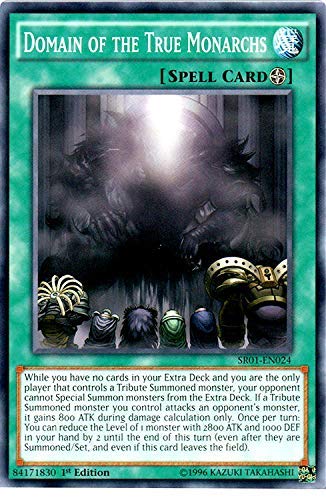 DOMAIN OF THE TRUE MONARCHS
魔
[SPELL CARD]
SR01-EN024
While you have no cards in your Extra Deck and you are the only
player that controls a Tribute Summoned monster, your opponent
cannot Special Summon monsters from the Extra Deck. If a Tribute
Summoned monster you control attacks an opponent's monster,
it gains 800 ATK during damage calculation only. Once per turn:
You can reduce the Level of 1 monster with 2800 ATK and 1000 DEF
in your hand by 2 until the end of this turn (even after they are
Summoned/Set, and even if this card leaves the field).
84171830 1st Edition
©1996 KAZUKI TAKAHASHI